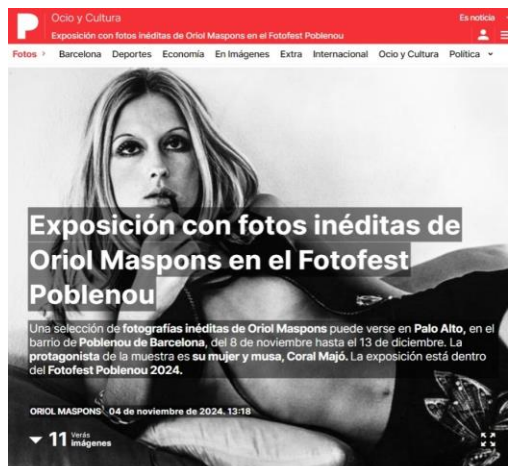 P
Ocio y Cultura
Es noticia
Exposición con fotos inéditas de Oriol Maspons en el Fotofest Poblenou
Fotos › Barcelona Deportes Economía En Imágenes Extra Internacional Ocio y Cultura Política
Exposición con fotos inéditas de
Oriol Maspons en el Fotofest
Poblenou
Una selección de fotografías inéditas de Oriol Maspons puede verse en Palo Alto, en el
barrio de Poblenou de Barcelona, del 8 de noviembre hasta el 13 de diciembre. La
protagonista de la muestra es su mujer y musa, Coral Majó. La exposición está dentro
del Fotofest Poblenou 2024.
ORIOL MASPONS 04 de noviembre de 2024. 13:18
11 Verás
imágenes